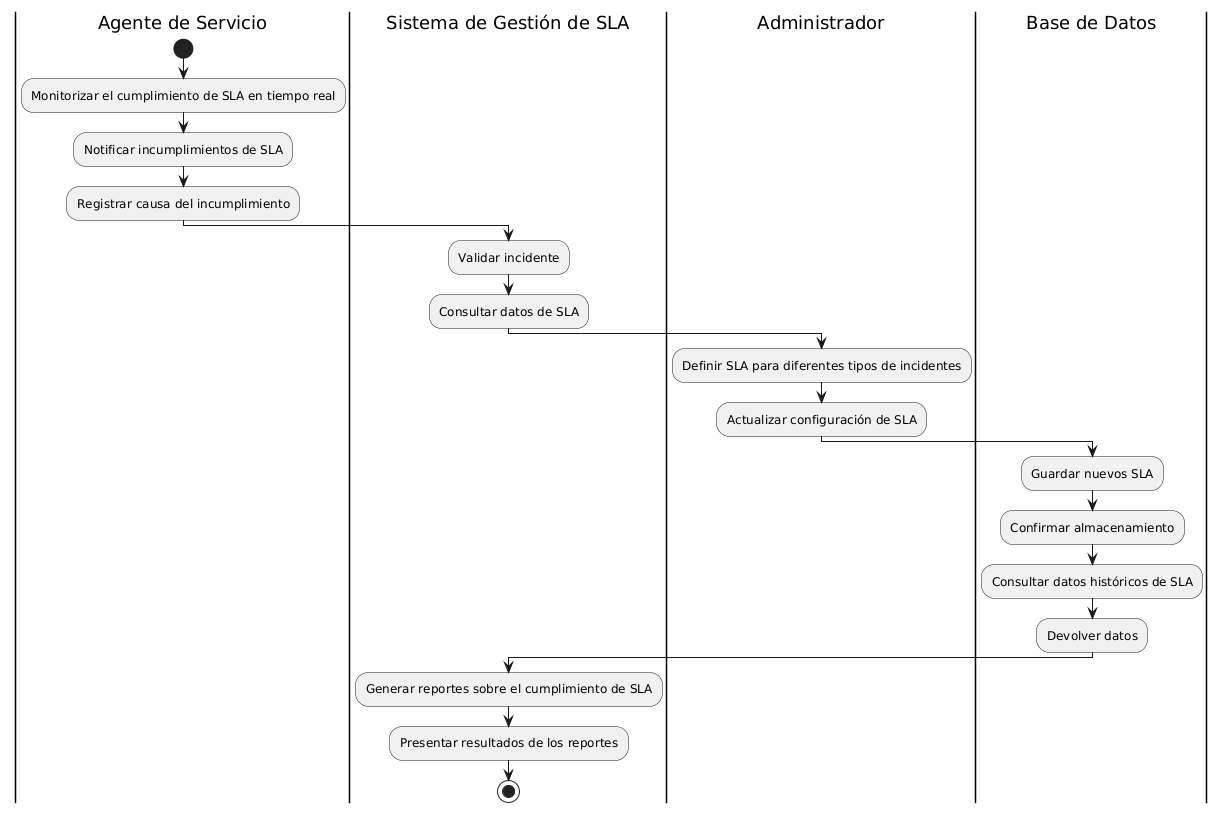 Agente de Servicio
Sistema de Gestión de SLA
Administrador
Base de Datos
Monitorizar el cumplimiento de SLA en tiempo real
Notificar incumplimientos de SLA
Registrar causa del incumplimiento
Validar incidente
Consultar datos de SLA
Definir SLA para diferentes tipos de incidentes
Actualizar configuración de SLA
Guardar nuevos SLA
Confirmar almacenamiento
Consultar datos históricos de SLA
Devolver datos
Generar reportes sobre el cumplimiento de SLA
Presentar resultados de los reportes